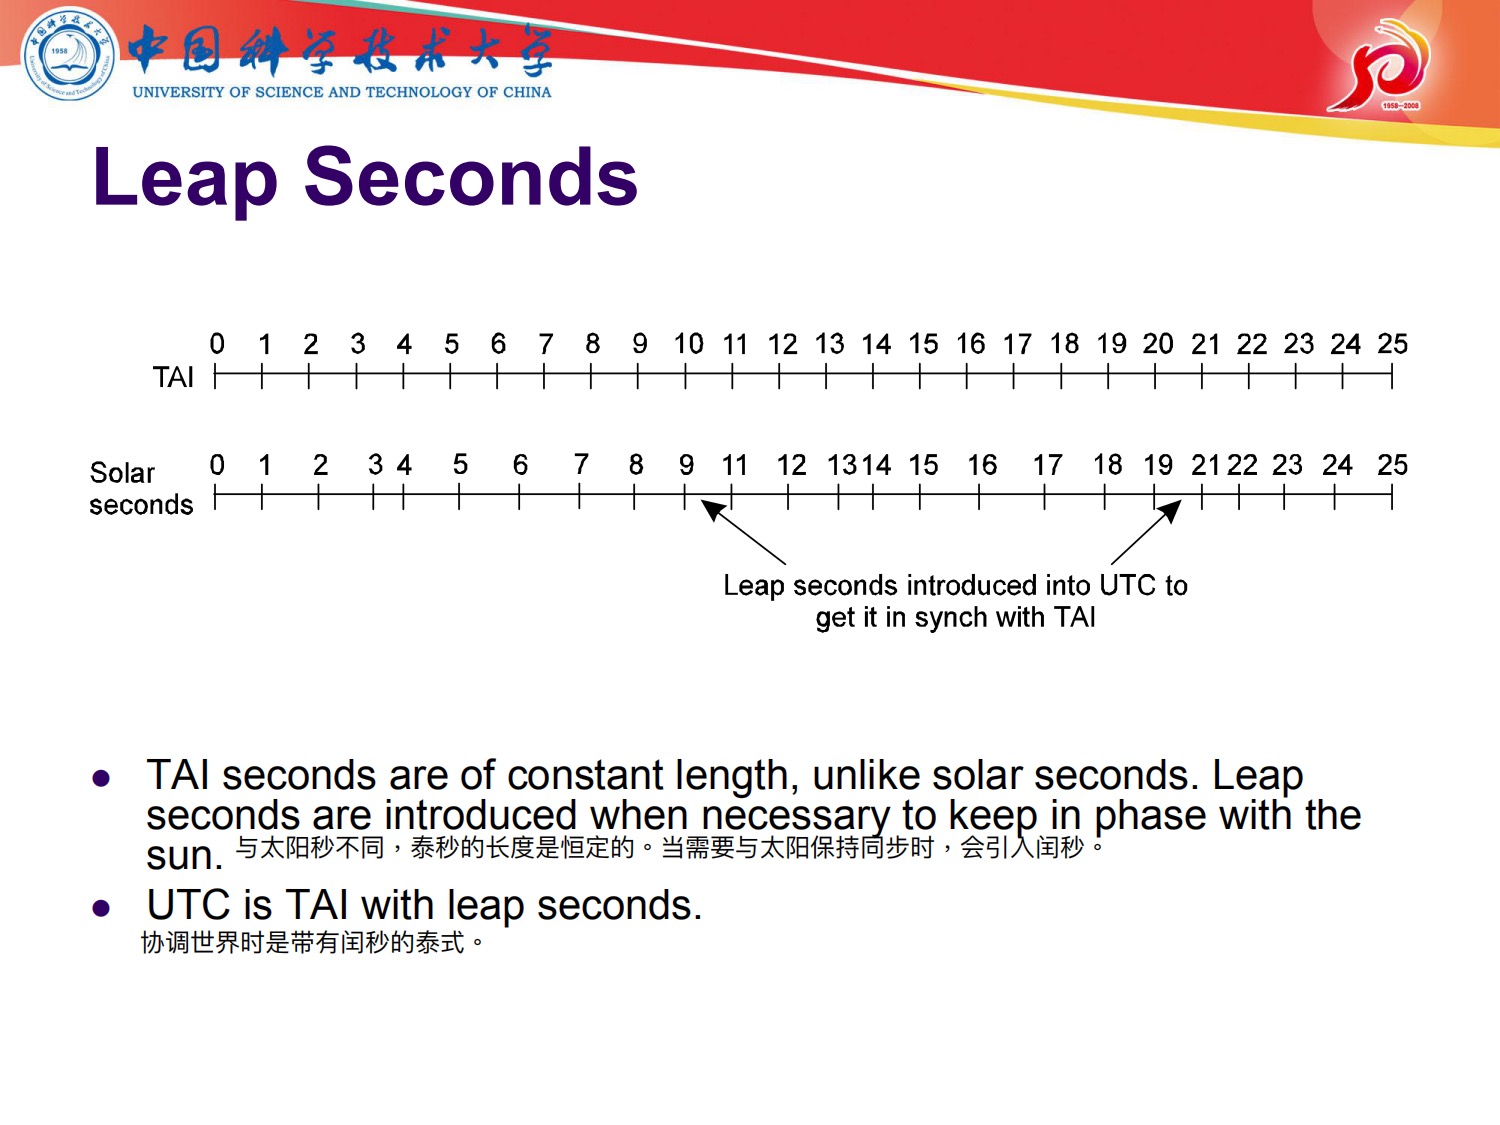 中国科学技术大学
1958
UNIVERSITY OF SCIENCE AND TECHNOLOGY OF CHINA
1958—2008
Leap Seconds
0 1 2 3 4 5 6 7 8 9 10 11 12 13 14 15 16 17 18 19 20 21 22 23 24 25
TAI
0 1 2 3 4 5 6 7 8 9 11 12 13 14 15 16 17 18 19 21 22 23 24 25
Solar
seconds
Leap seconds introduced into UTC to
get it in synch with TAI
TAI seconds are of constant length, unlike solar seconds. Leap
seconds are introduced when necessary to keep in phase with the
sun. 与太阳秒不同，泰秒的长度是恒定的。当需要与太阳保持同步时，会引入闰秒。
UTC is TAI with leap seconds.
协调世界时是带有闰秒的泰式。